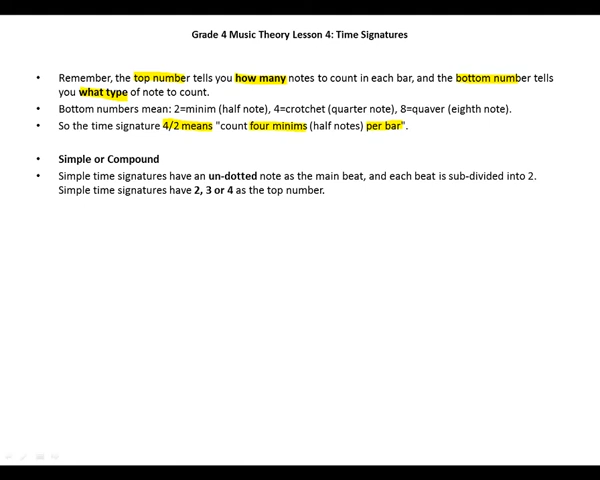 Grade 4 Music Theory Lesson 4: Time Signatures
• Remember, the top number tells you how many notes to count in each bar, and the bottom number tells
you what type of note to count.
• Bottom numbers mean: 2=minim (half note), 4=crotchet (quarter note), 8=quaver (eighth note).
• So the time signature 4/2 means "count four minims (half notes) per bar".
• Simple or Compound
• Simple time signatures have an un-dotted note as the main beat, and each beat is sub-divided into 2.
Simple time signatures have 2, 3 or 4 as the top number.